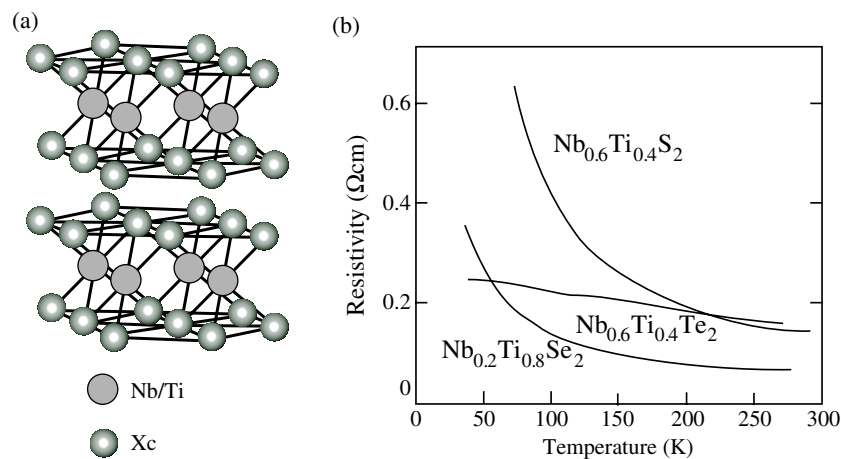 (a)
Nb/Ti
Xc
(b)
Resistivity (Ωcm)
0.6
0.4
0.2
0
Nb₀.₆Ti₀.₄S₂
Nb₀.₆Ti₀.₄Te₂
Nb₀.₂Ti₀.₈Se₂
0 50 100 150 200 250 300
Temperature (K)